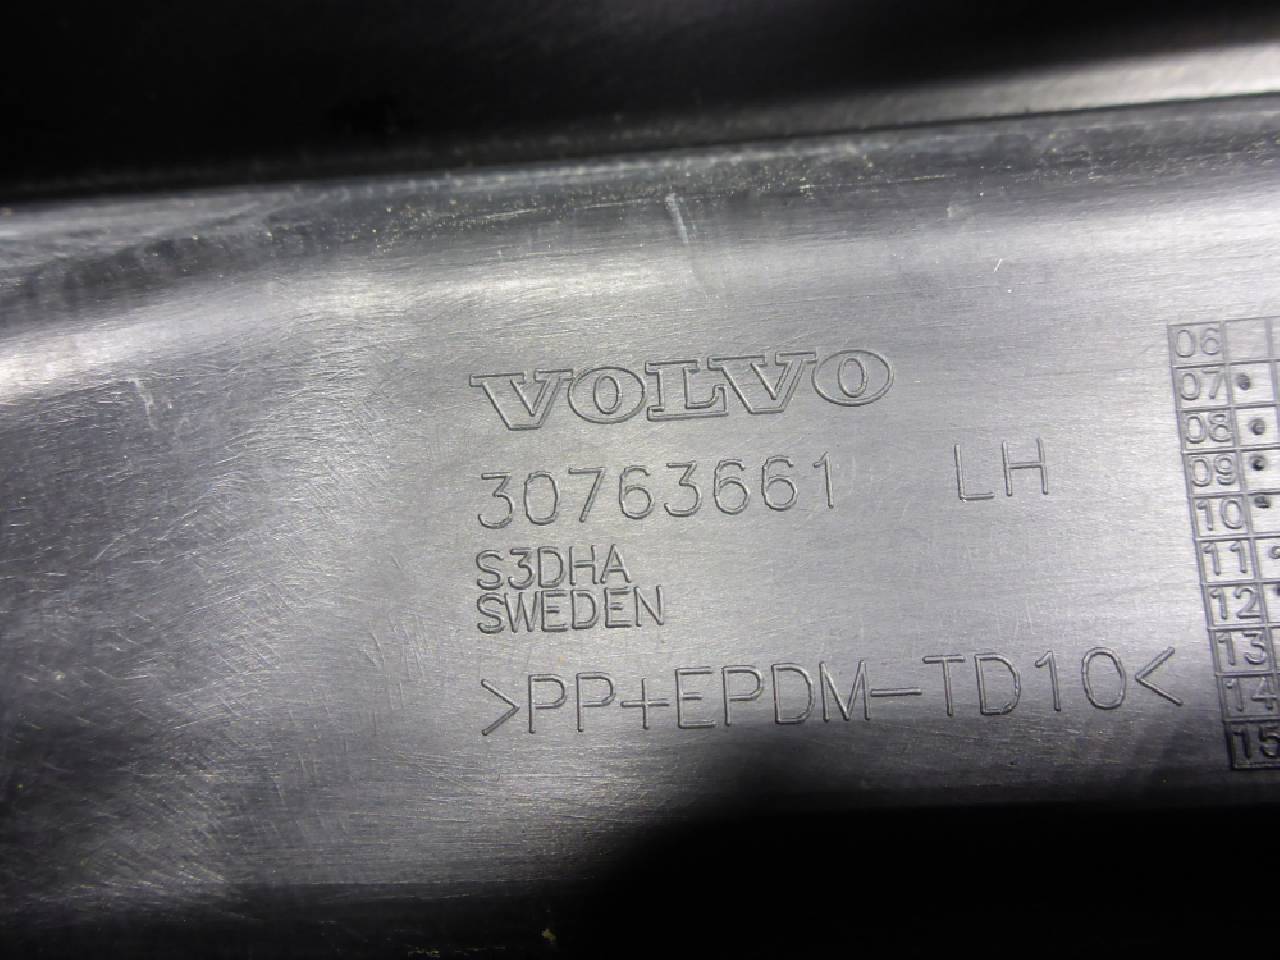 VOLVO
30763661 LH
S3DHA
SWEDEN
>PP+EPDM-TD10<
06
07
08
09
10
11
12
13
14
15